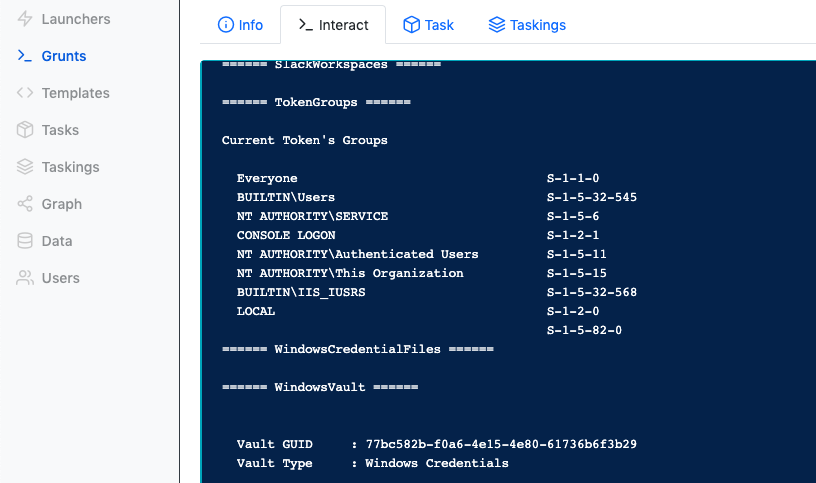 Launchers
Grunts
Templates
Tasks
Taskings
Graph
Data
Users
Info
Interact
Task
Taskings
====== SlackWorkspaces ======
====== TokenGroups ======
Current Token's Groups
Everyone S-1-1-0
BUILTIN\Users S-1-5-32-545
NT AUTHORITY\SERVICE S-1-5-6
CONSOLE LOGON S-1-2-1
NT AUTHORITY\Authenticated Users S-1-5-11
NT AUTHORITY\This Organization S-1-5-15
BUILTIN\IIS_IUSRS S-1-5-32-568
LOCAL S-1-2-0
S-1-5-82-0
====== WindowsCredentialFiles ======
====== WindowsVault ======
Vault GUID : 77bc582b-f0a6-4e15-4e80-61736b6f3b29
Vault Type : Windows Credentials